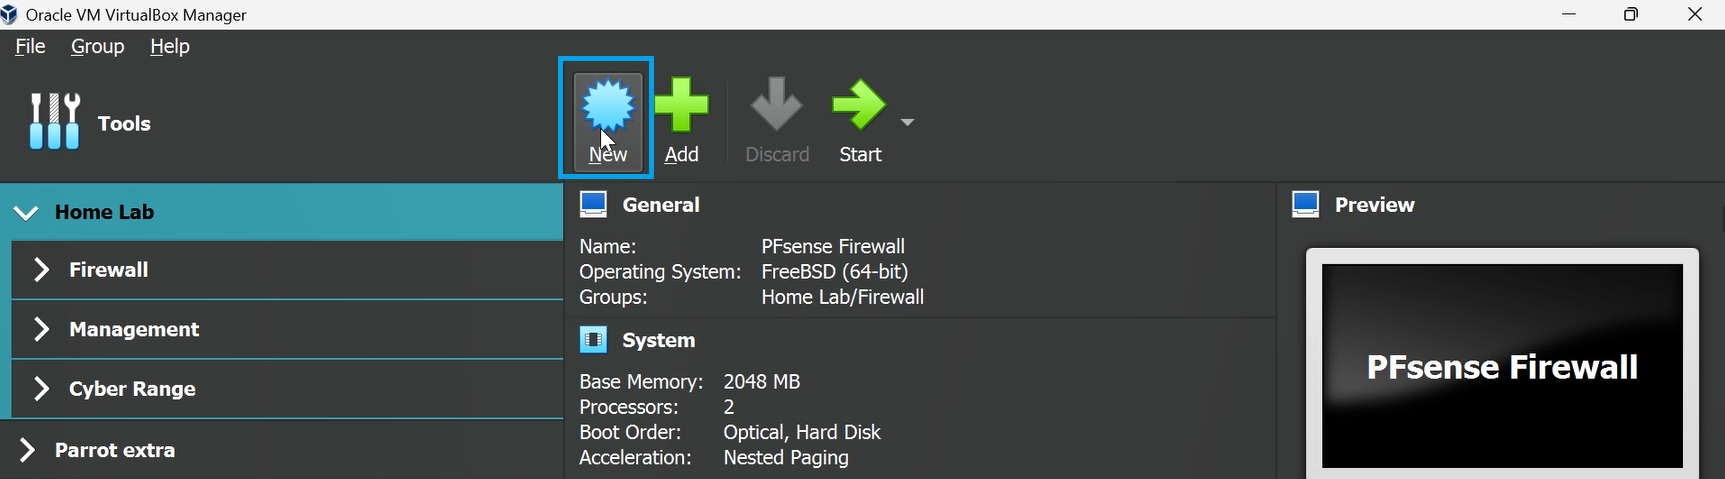 Oracle VM VirtualBox Manager
File Group Help
Tools
New Add Discard Start
Home Lab
Firewall
Management
Cyber Range
Parrot extra
General
Name: PFsense Firewall
Operating System: FreeBSD (64-bit)
Groups: Home Lab/Firewall
System
Base Memory: 2048 MB
Processors: 2
Boot Order: Optical, Hard Disk
Acceleration: Nested Paging
Preview
PFsense Firewall